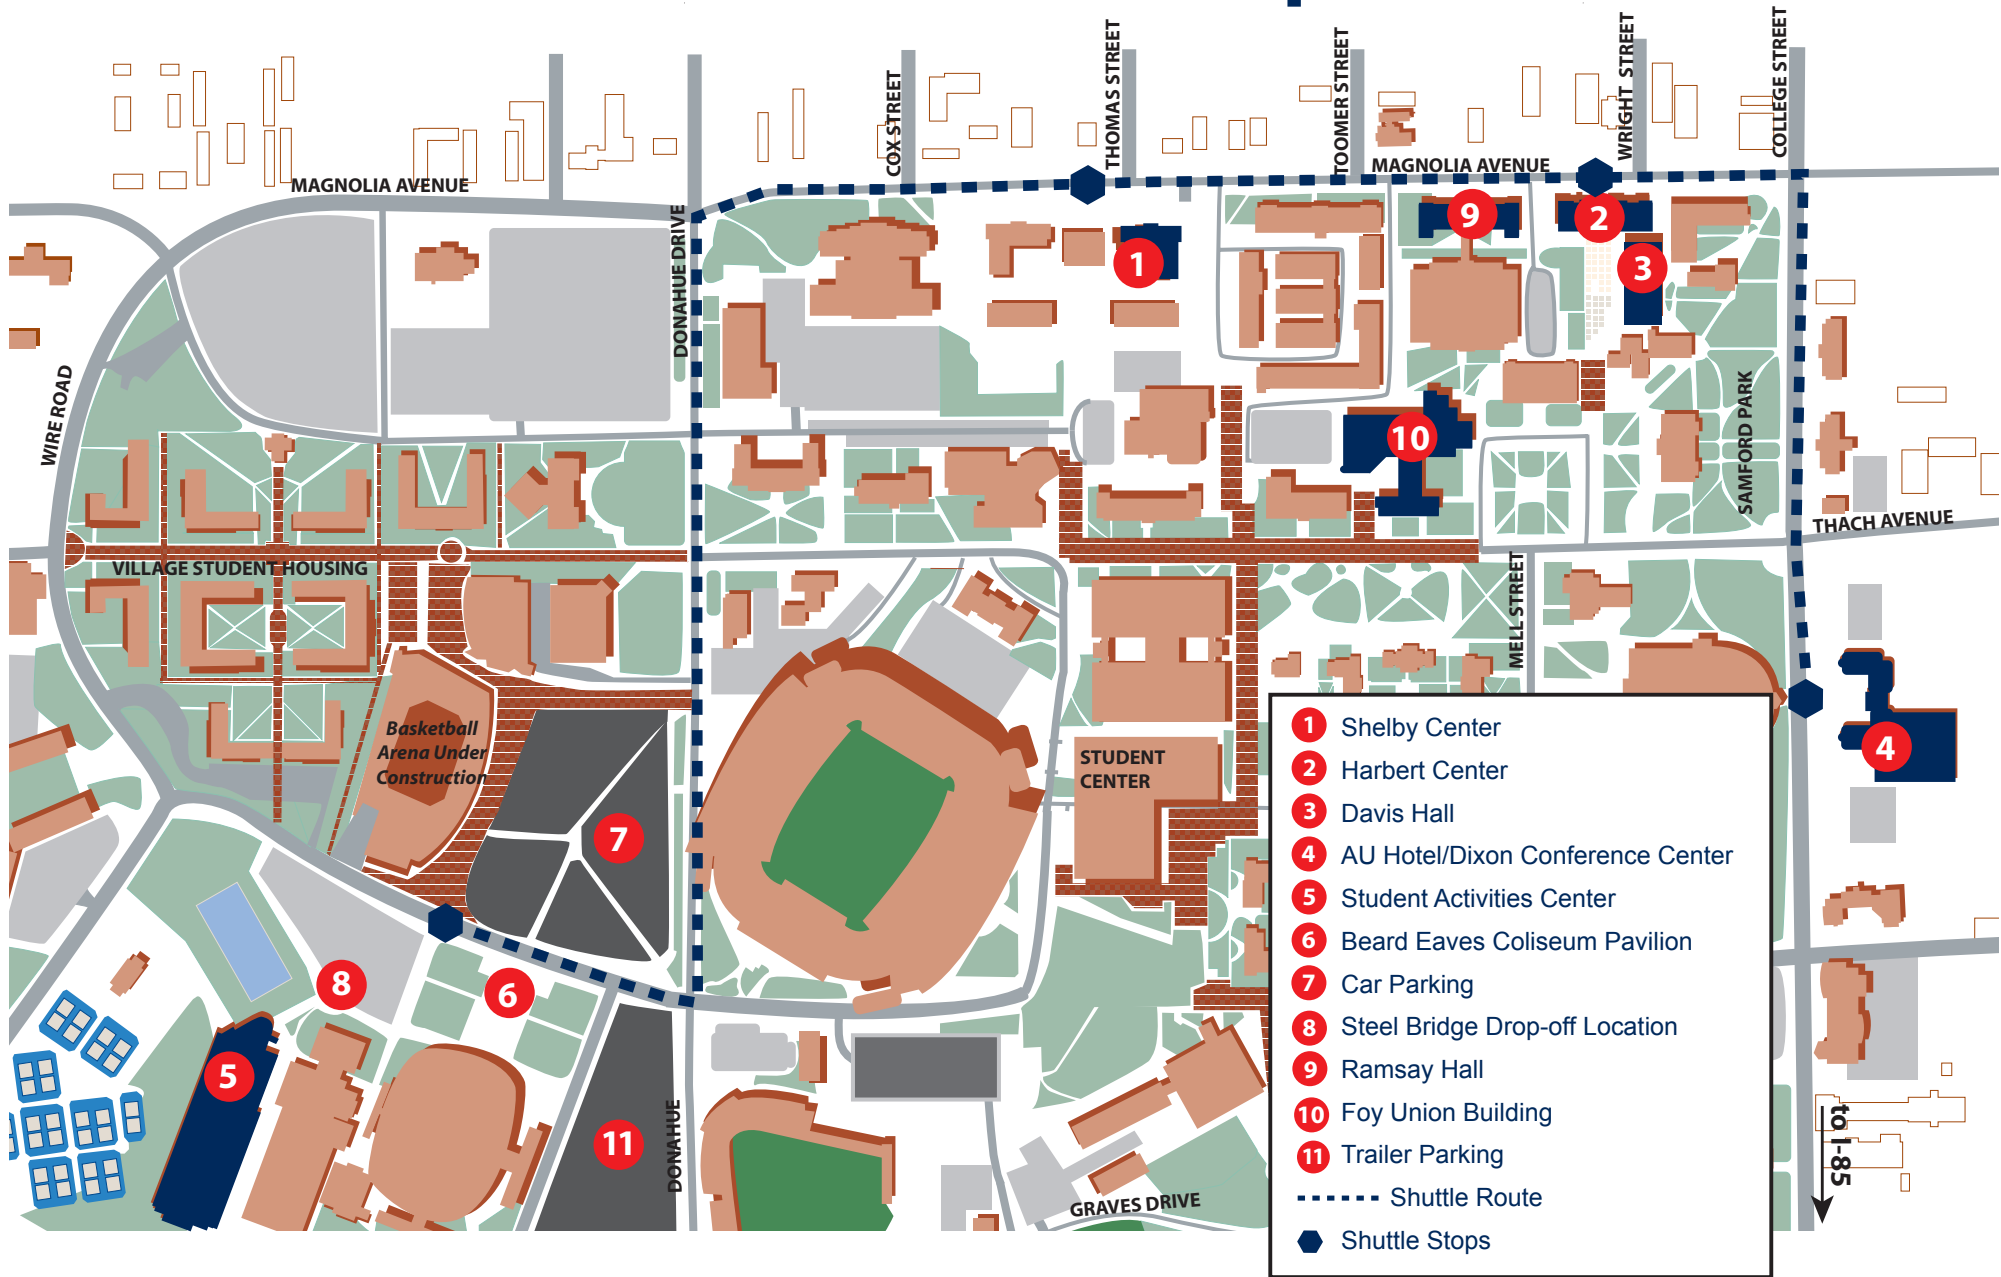 COX STREET
THOMAS STREET
TOOMER STREET
WRIGHT STREET
COLLEGE STREET
MAGNOLIA AVENUE
MAGNOLIA AVENUE
DONAHUE DRIVE
WIRE ROAD
SAMFORD PARK
THACH AVENUE
VILLAGE STUDENT HOUSING
MELL STREET
Basketball
Arena Under
Construction
STUDENT
CENTER
DONAHUE
GRAVES DRIVE
to I-85
1
2
3
4
5
6
7
8
9
10
11
1 Shelby Center
2 Harbert Center
3 Davis Hall
4 AU Hotel/Dixon Conference Center
5 Student Activities Center
6 Beard Eaves Coliseum Pavilion
7 Car Parking
8 Steel Bridge Drop-off Location
9 Ramsay Hall
10 Foy Union Building
11 Trailer Parking
Shuttle Route
Shuttle Stops